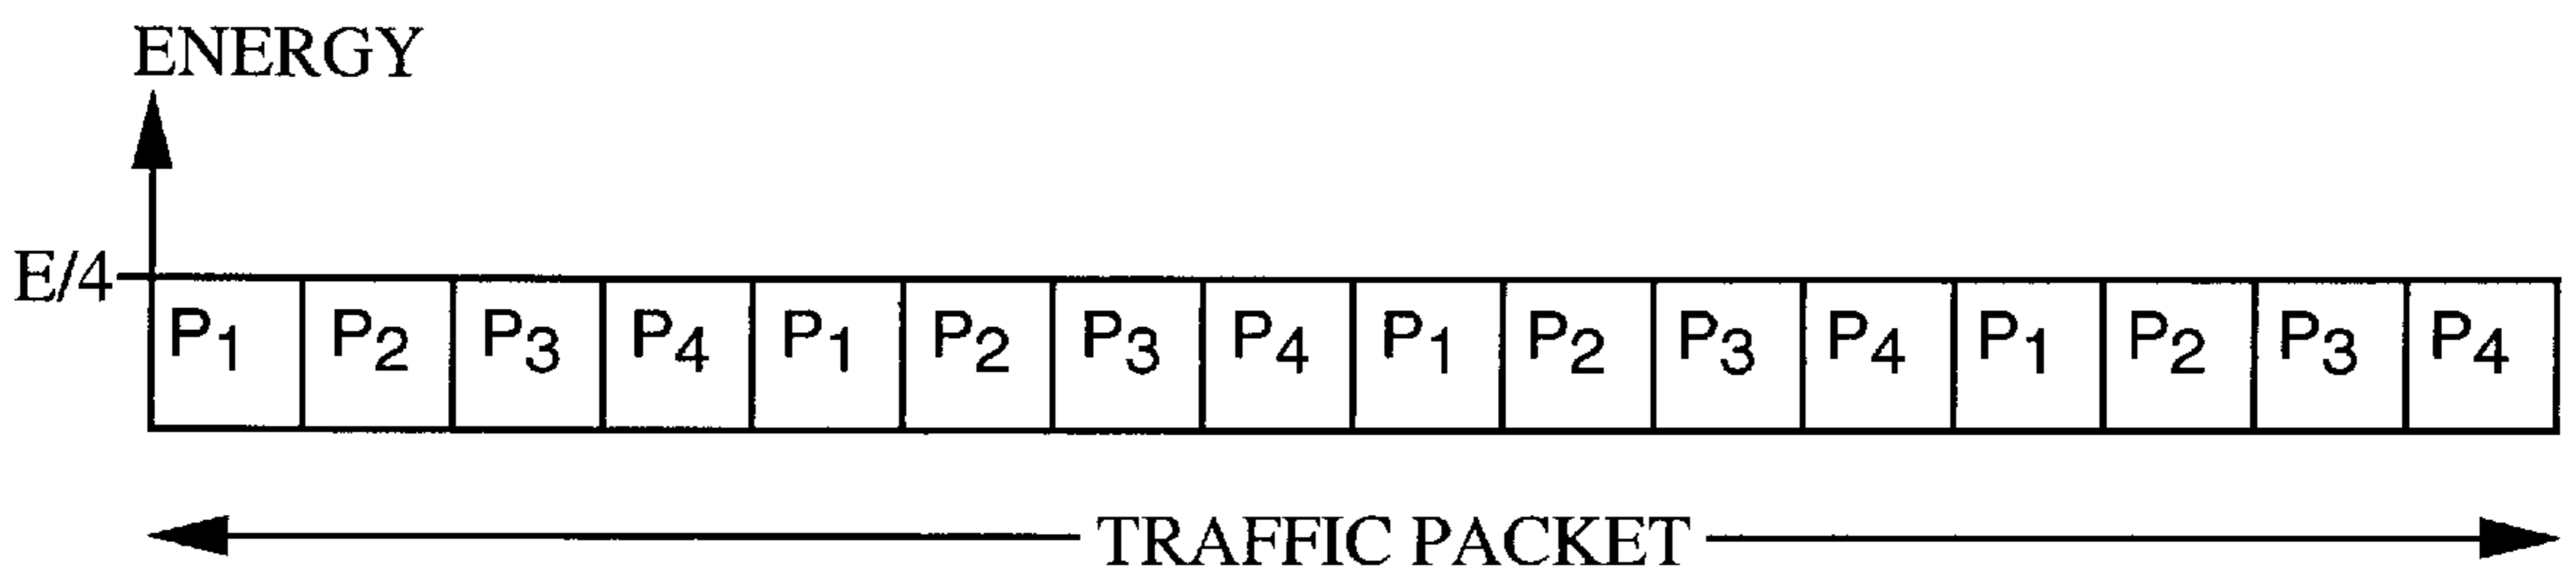 ENERGY
E/4
P1 P2 P3 P4 P1 P2 P3 P4 P1 P2 P3 P4 P1 P2 P3 P4
TRAFFIC PACKET